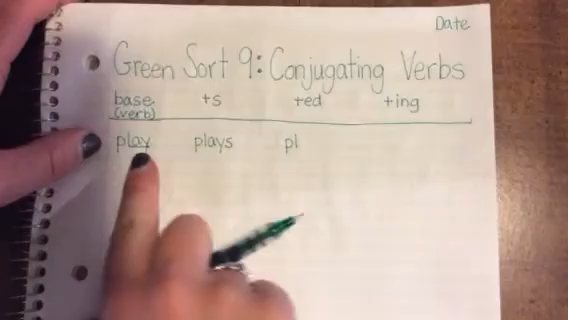 Date
Green Sort 9: Conjugating Verbs
base +s +ed +ing
(verb)
play plays pl